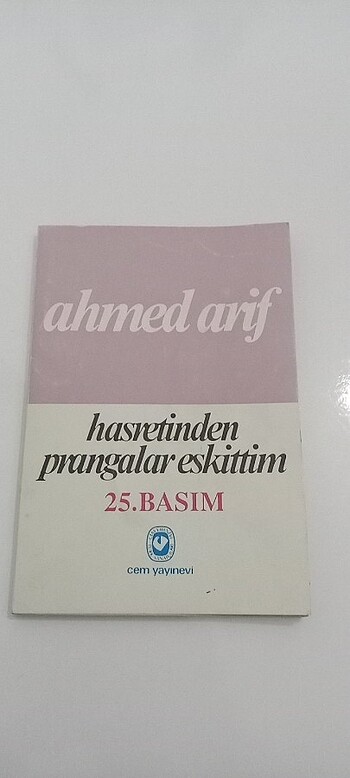 ahmed arif
hasretinden
prangalar eskittim
25.BASIM
cem yayınevi